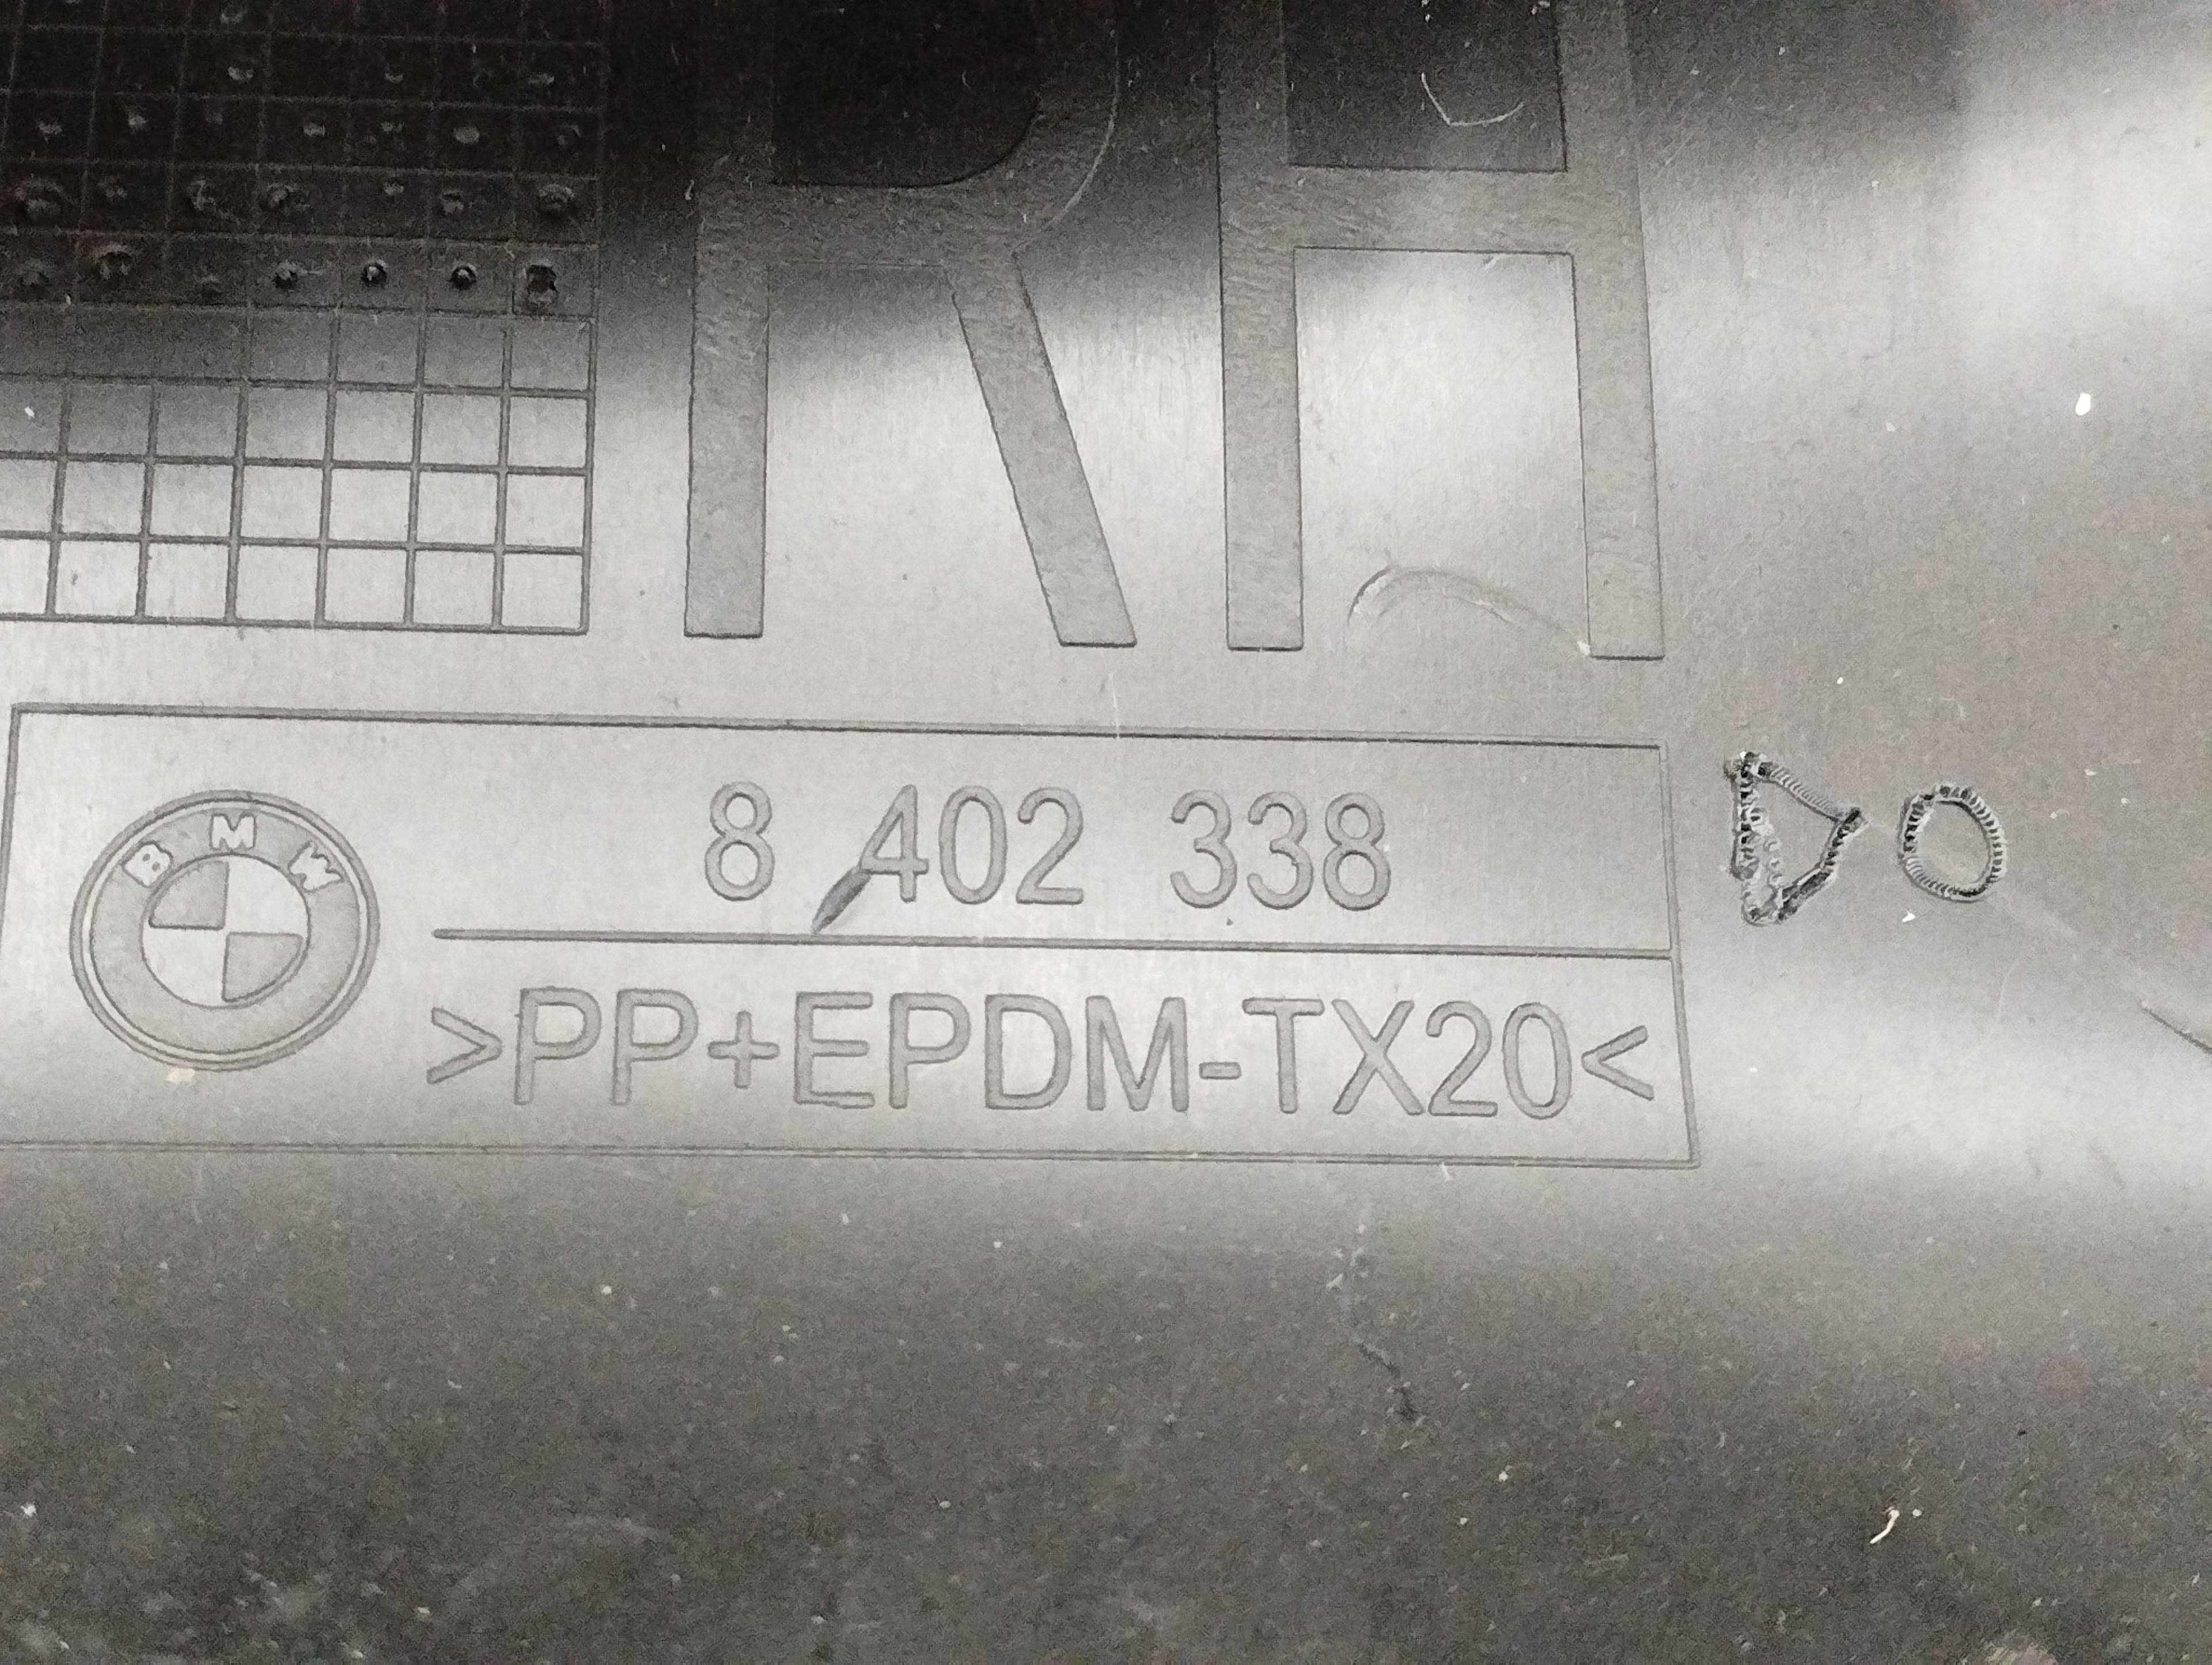 RH
BMW
8 402 338
>PP+EPDM-TX20<